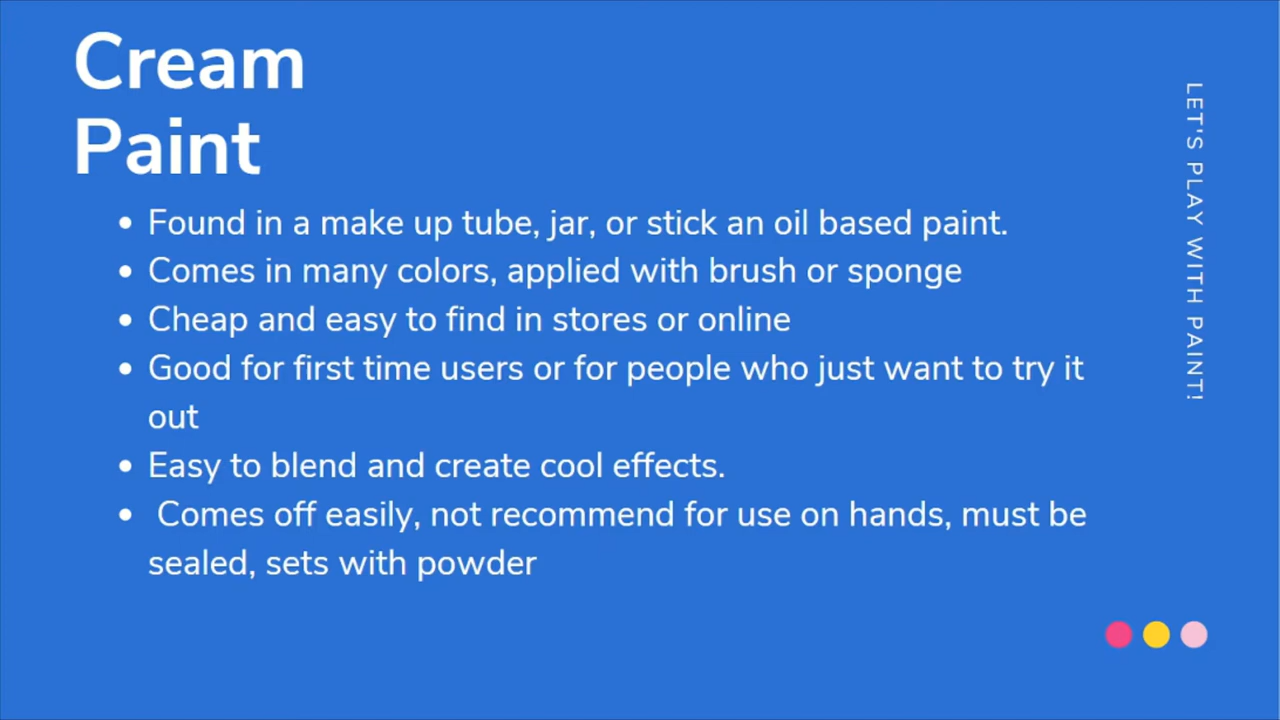 Cream
Paint
• Found in a make up tube, jar, or stick an oil based paint.
• Comes in many colors, applied with brush or sponge
• Cheap and easy to find in stores or online
• Good for first time users or for people who just want to try it
out
• Easy to blend and create cool effects.
• Comes off easily, not recommend for use on hands, must be
sealed, sets with powder
LET'S PLAY WITH PAINT!